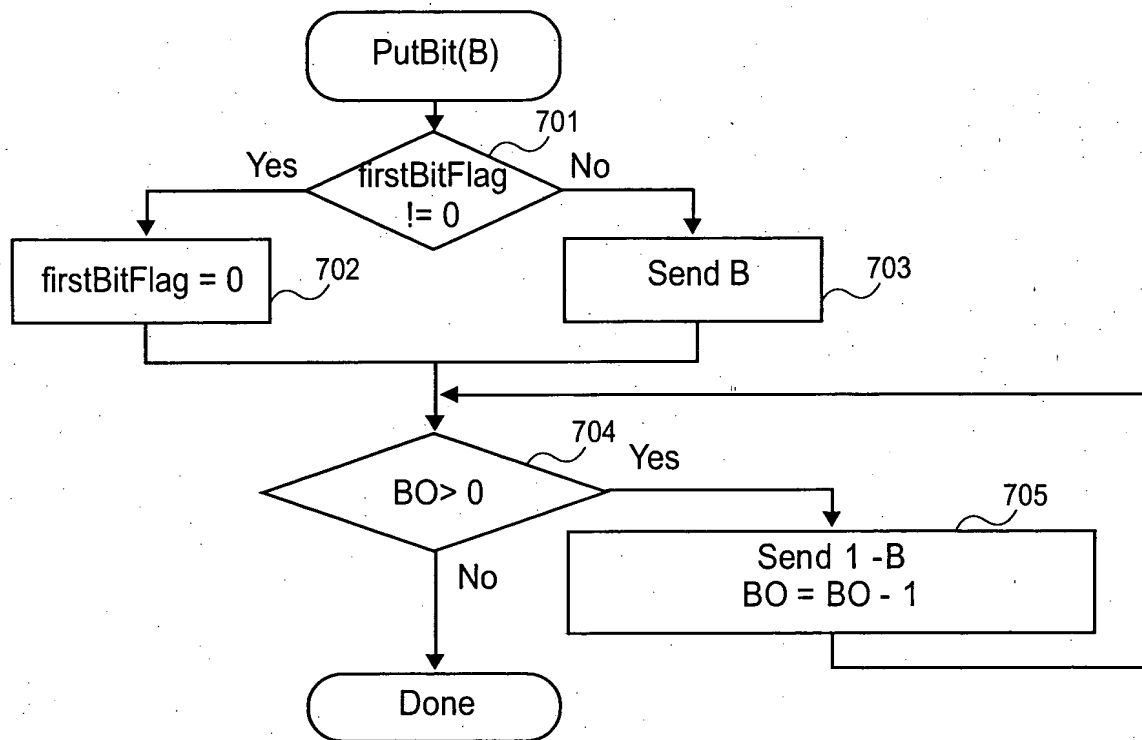 PutBit(B)
701
Yes
firstBitFlag
!= 0
No
firstBitFlag = 0
702
Send B
703
704
BO> 0
Yes
705
Send 1 -B
BO = BO - 1
No
Done